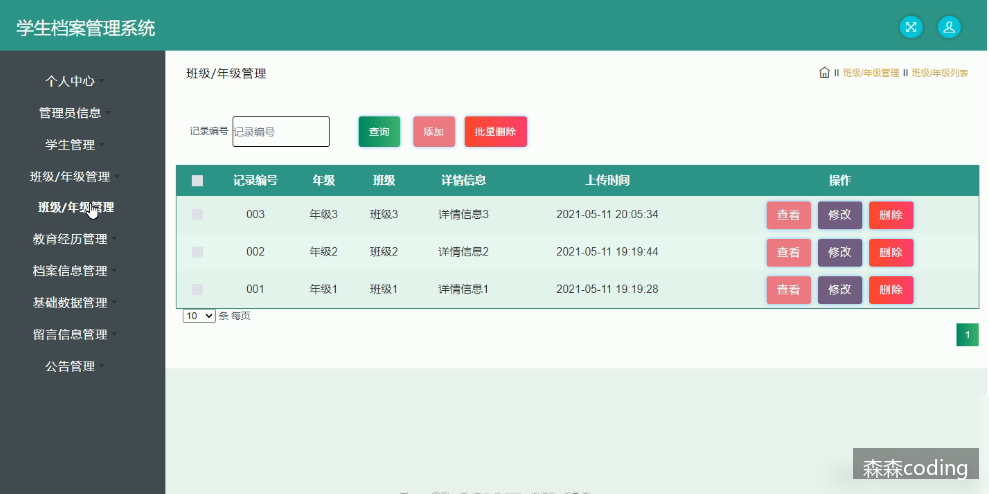 学生档案管理系统
个人中心
管理员信息
学生管理
班级/年级管理
班级/年级管理
教育经历管理
档案信息管理
基础数据管理
留言信息管理
公告管理
班级/年级管理
班级/年级管理 班级/年级列表
记录编号 记录编号 查询 添加 批量删除
记录编号 年级 班级 详情信息 上传时间 操作
003 年级3 班级3 详情信息3 2021-05-11 20:05:34 查看 修改 删除
002 年级2 班级2 详情信息2 2021-05-11 19:19:44 查看 修改 删除
001 年级1 班级1 详情信息1 2021-05-11 19:19:28 查看 修改 删除
10 条 每页
1
森森coding